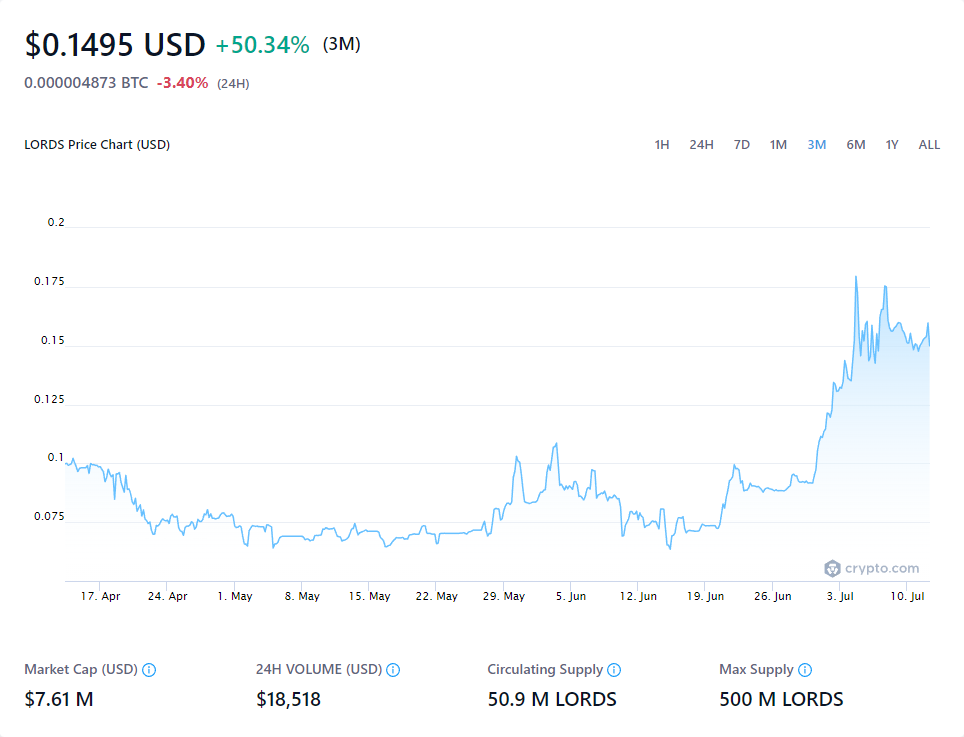 $0.1495 USD +50.34% (3M)
0.000004873 BTC -3.40% (24H)
LORDS Price Chart (USD) 1H 24H 7D 1M 3M 6M 1Y ALL
0.2
0.175
0.15
0.125
0.1
0.075
crypto.com
17. Apr 24. Apr 1. May 8. May 15. May 22. May 29. May 5. Jun 12. Jun 19. Jun 26. Jun 3. Jul 10. Jul
Market Cap (USD) 24H VOLUME (USD) Circulating Supply Max Supply
$7.61 M $18,518 50.9 M LORDS 500 M LORDS